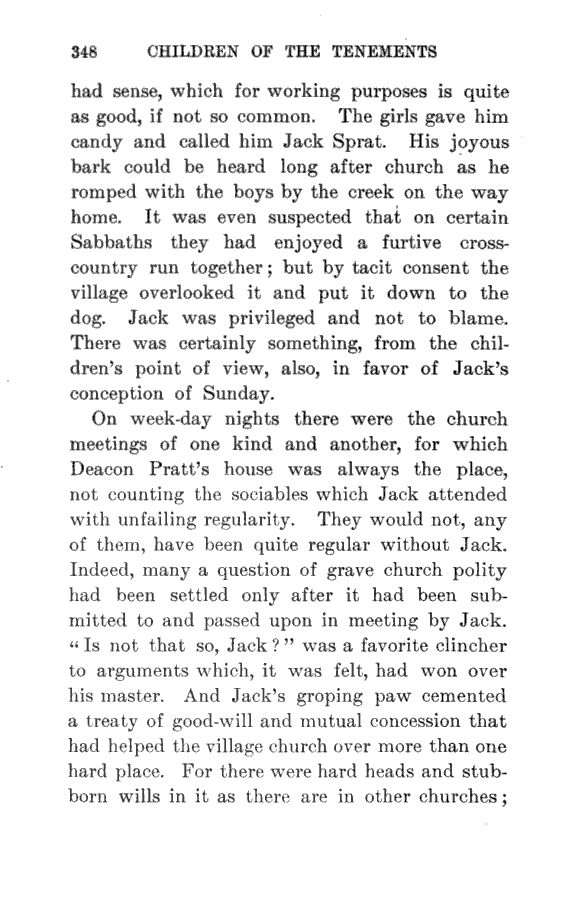 348 CHILDREN OF THE TENEMENTS
had sense, which for working purposes is quite
as good, if not so common. The girls gave him
candy and called him Jack Sprat. His joyous
bark could be heard long after church as he
romped with the boys by the creek on the way
home. It was even suspected that on certain
Sabbaths they had enjoyed a furtive cross-
country run together; but by tacit consent the
village overlooked it and put it down to the
dog. Jack was privileged and not to blame.
There was certainly something, from the chil-
dren's point of view, also, in favor of Jack's
conception of Sunday.
On week-day nights there were the church
meetings of one kind and another, for which
Deacon Pratt's house was always the place,
not counting the sociables which Jack attended
with unfailing regularity. They would not, any
of them, have been quite regular without Jack.
Indeed, many a question of grave church polity
had been settled only after it had been sub-
mitted to and passed upon in meeting by Jack.
"Is not that so, Jack?" was a favorite clincher
to arguments which, it was felt, had won over
his master. And Jack's groping paw cemented
a treaty of good-will and mutual concession that
had helped the village church over more than one
hard place. For there were hard heads and stub-
born wills in it as there are in other churches;